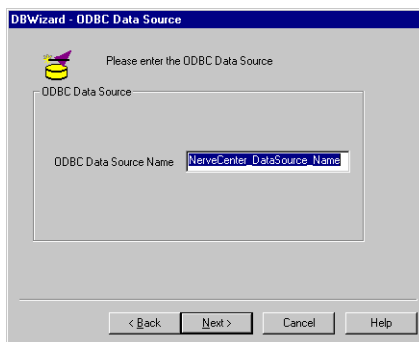 DBWizard - ODBC Data Source
Please enter the ODBC Data Source
ODBC Data Source
ODBC Data Source Name NerveCenter_DataSource_Name
< Back Next > Cancel Help